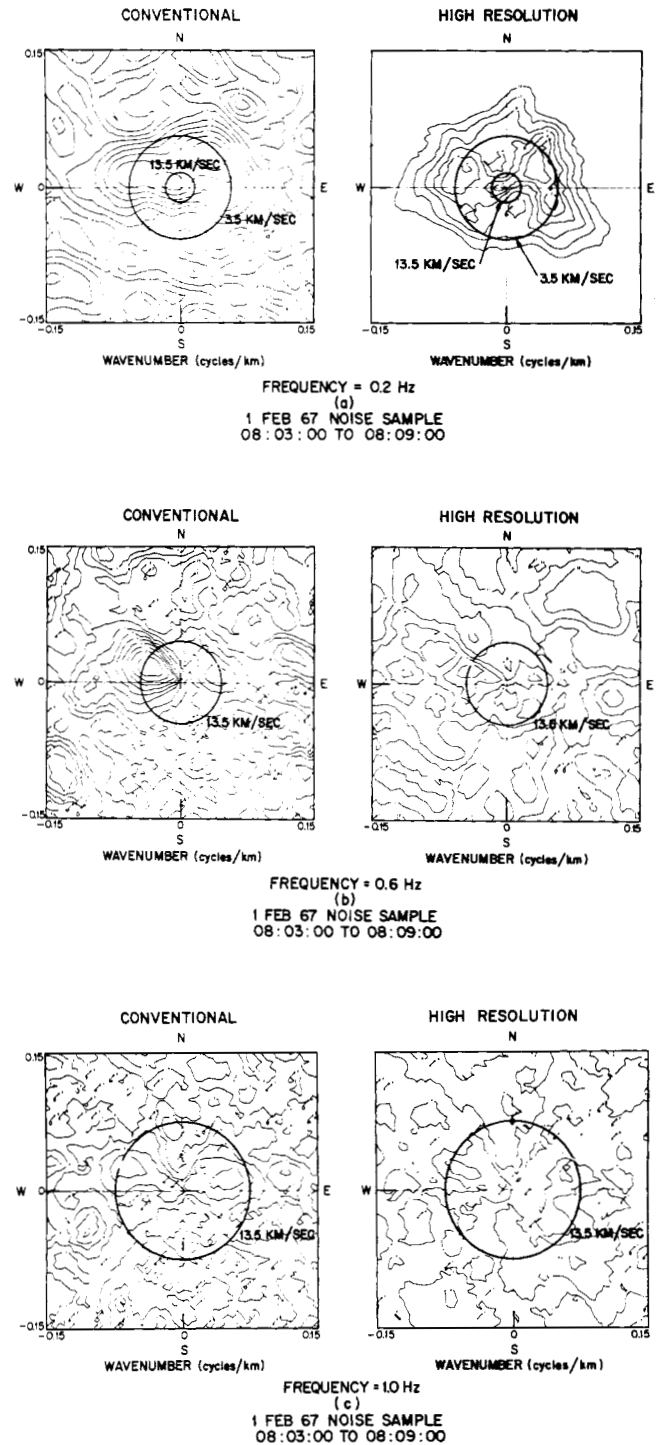 CONVENTIONAL
N
0.15
W
0
E
13.5 KM/SEC
3.5 KM/SEC
-0.15
-0.15
0
0.15
S
WAVENUMBER (cycles/km)
HIGH RESOLUTION
N
W
E
13.5 KM/SEC
3.5 KM/SEC
-0.15
0
0.15
S
WAVENUMBER (cycles/km)
FREQUENCY = 0.2 Hz
(a)
1 FEB 67 NOISE SAMPLE
08:03:00 TO 08:09:00
CONVENTIONAL
N
0.15
W
0
E
13.5 KM/SEC
-0.15
-0.15
0
0.15
S
WAVENUMBER (cycles/km)
HIGH RESOLUTION
N
W
E
13.5 KM/SEC
-0.15
0
0.15
S
WAVENUMBER (cycles/km)
FREQUENCY = 0.6 Hz
(b)
1 FEB 67 NOISE SAMPLE
08:03:00 TO 08:09:00
CONVENTIONAL
N
0.15
W
0
E
13.5 KM/SEC
-0.15
-0.15
0
0.15
S
WAVENUMBER (cycles/km)
HIGH RESOLUTION
N
W
E
13.5 KM/SEC
-0.15
0
0.15
S
WAVENUMBER (cycles/km)
FREQUENCY = 1.0 Hz
(c)
1 FEB 67 NOISE SAMPLE
08:03:00 TO 08:09:00